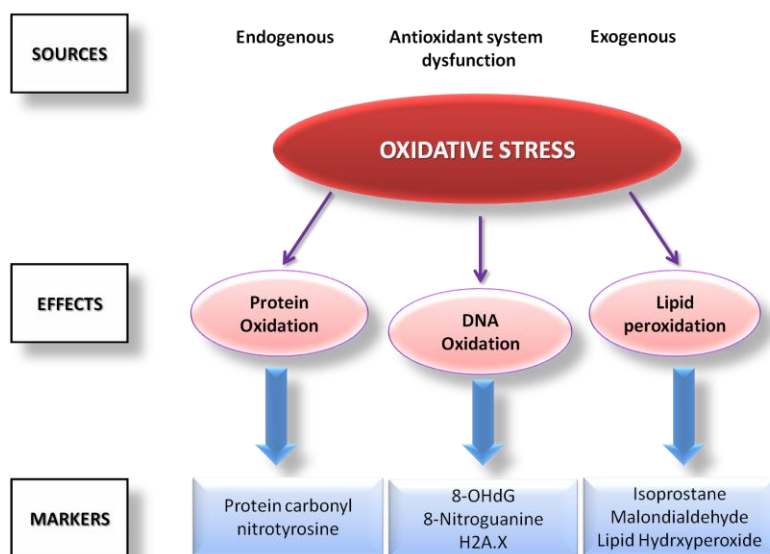 SOURCES
Endogenous
Antioxidant system
dysfunction
Exogenous
OXIDATIVE STRESS
EFFECTS
Protein
Oxidation
DNA
Oxidation
Lipid
peroxidation
MARKERS
Protein carbonyl
nitrotyrosine
8-OHdG
8-Nitroguanine
H2A.X
Isoprostane
Malondialdehyde
Lipid Hydrxyperoxide